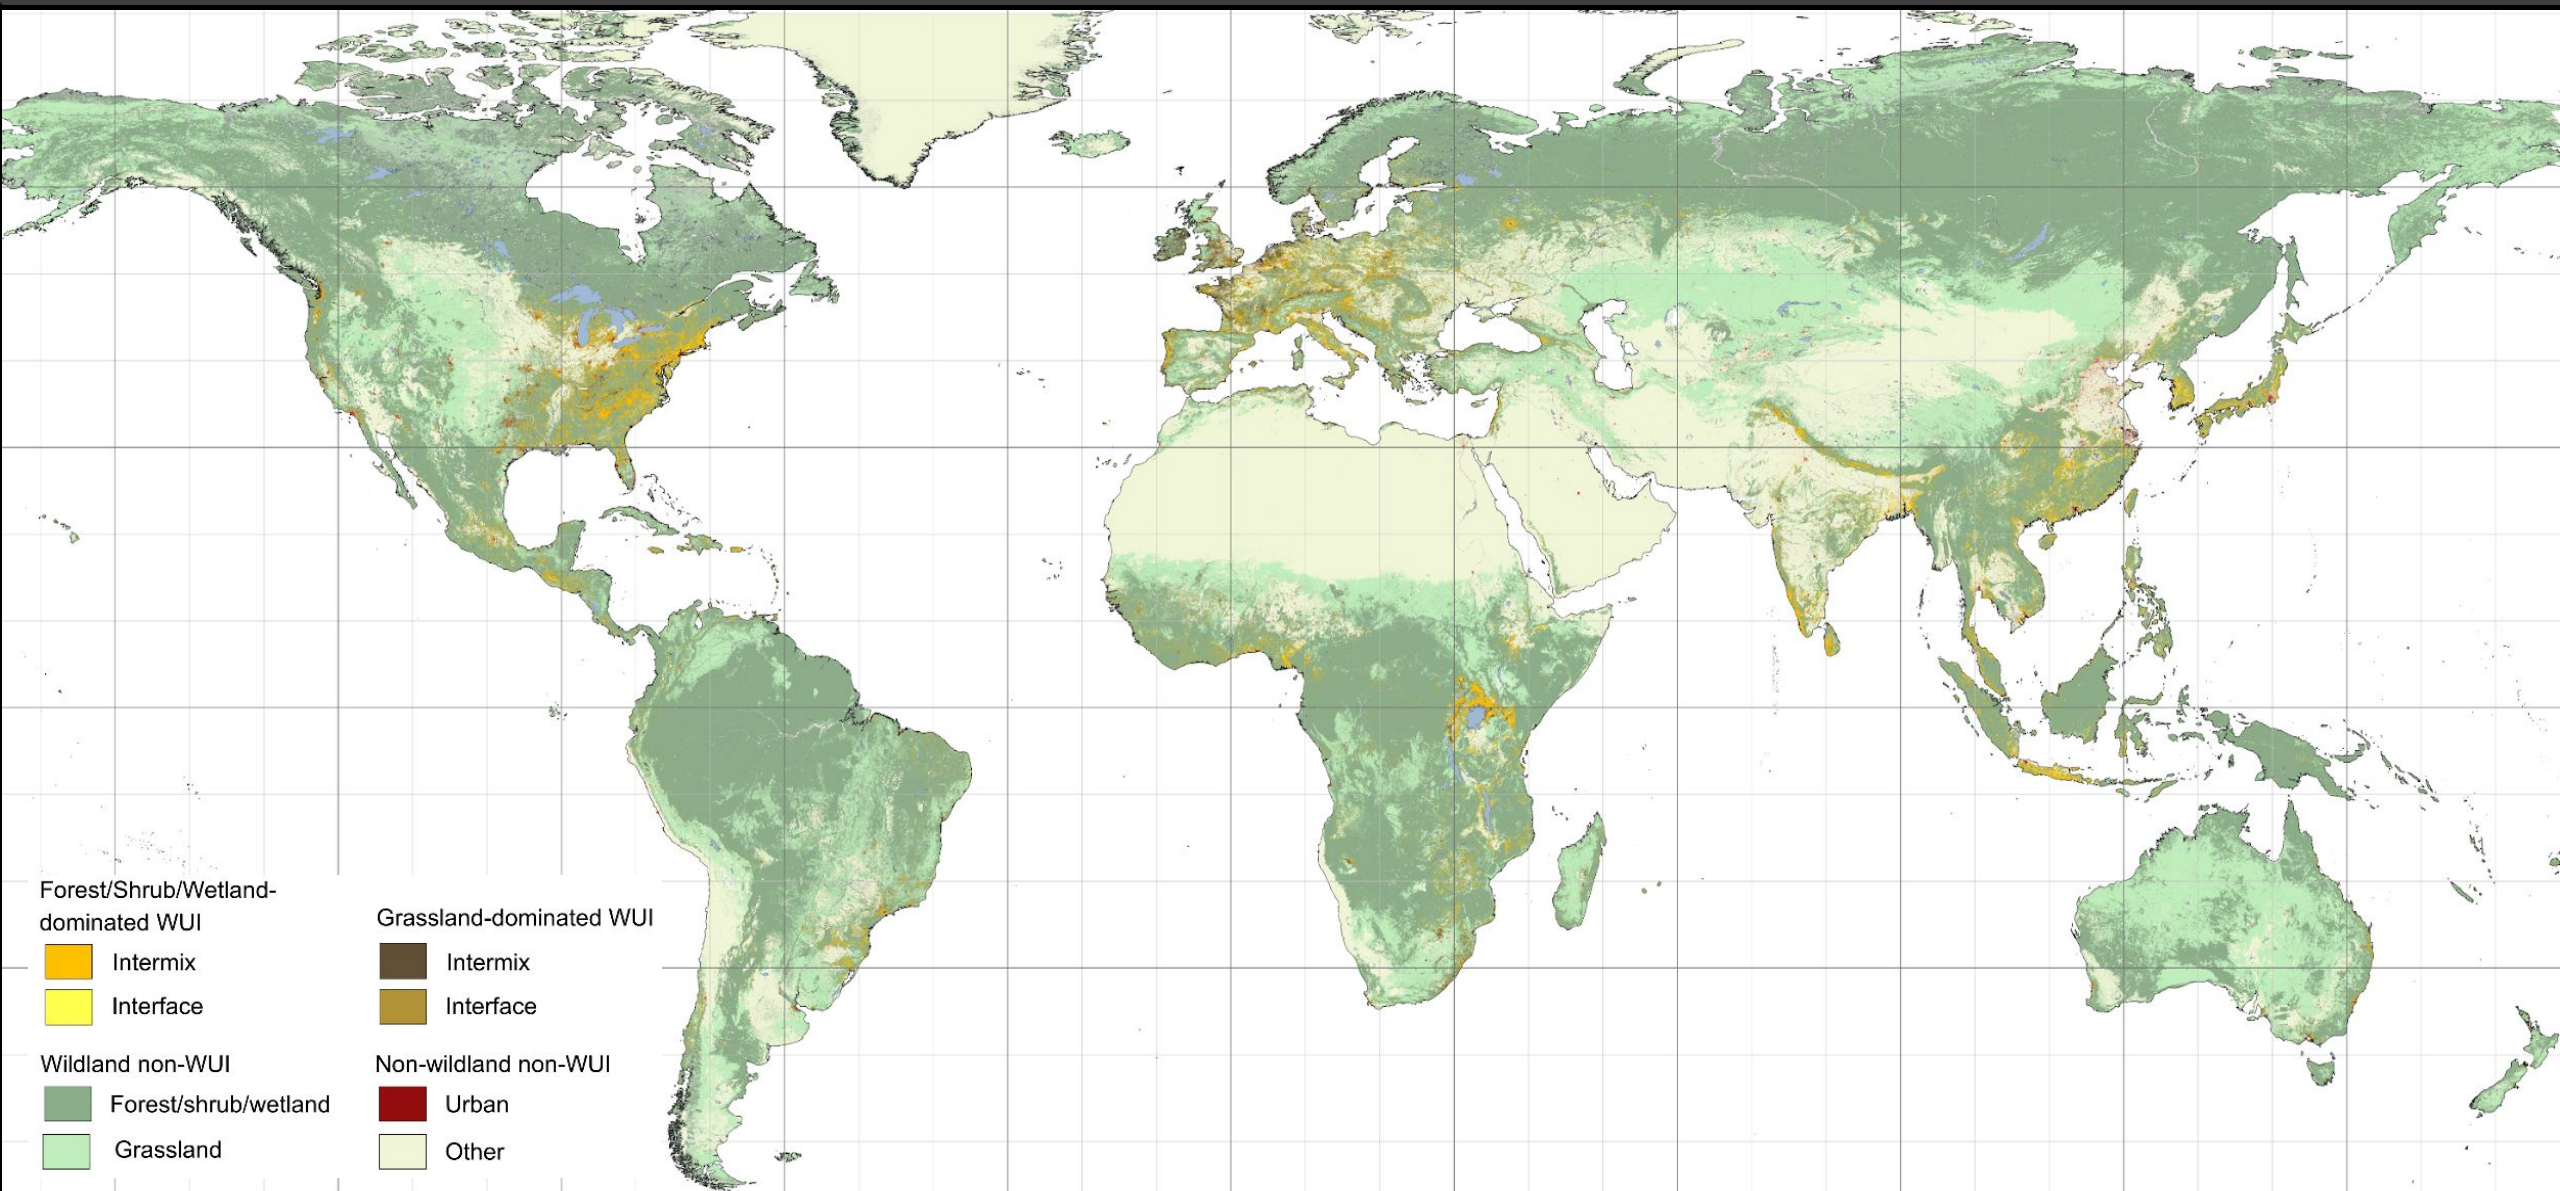 Forest/Shrub/Wetland-
dominated WUI
Intermix
Interface
Grassland-dominated WUI
Intermix
Interface
Wildland non-WUI
Forest/shrub/wetland
Grassland
Non-wildland non-WUI
Urban
Other